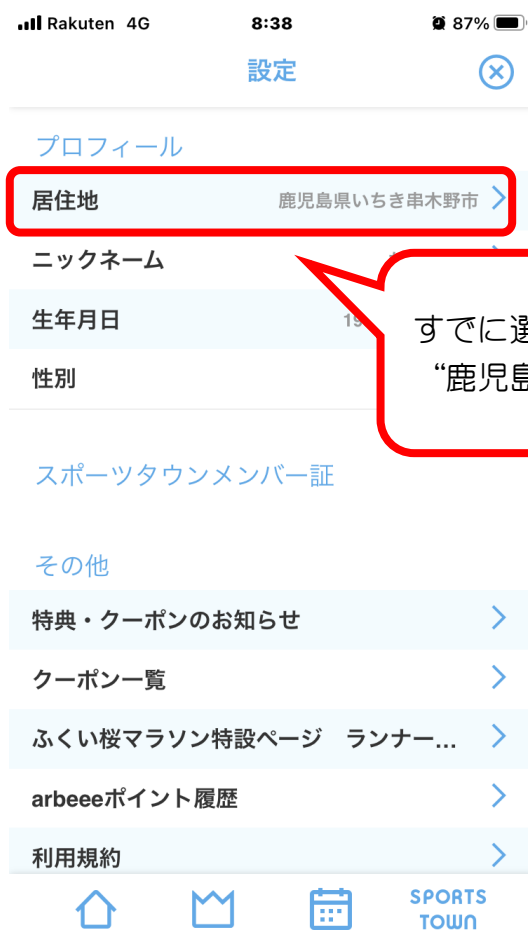 Rakuten 4G 8:38 87%
設定
プロフィール
居住地 鹿児島県いちき串木野市
ニックネーム
生年月日 19
すでに選
性別 “鹿児島
スポーツタウンメンバー証
その他
特典・クーポンのお知らせ
クーポン一覧
ふくい桜マラソン特設ページ ランナー...
arbeeeポイント履歴
利用規約
SPORTS
TOWN